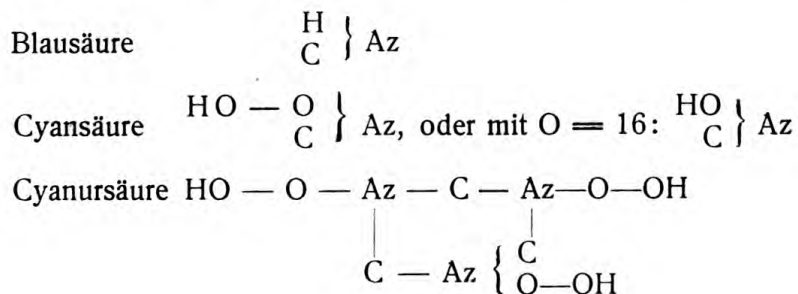 Blausäure H C } Az
Cyansäure HO — O C } Az, oder mit O = 16: HO C } Az
Cyanursäure HO — O — Az — C — Az—O—OH
C — Az { C O—OH